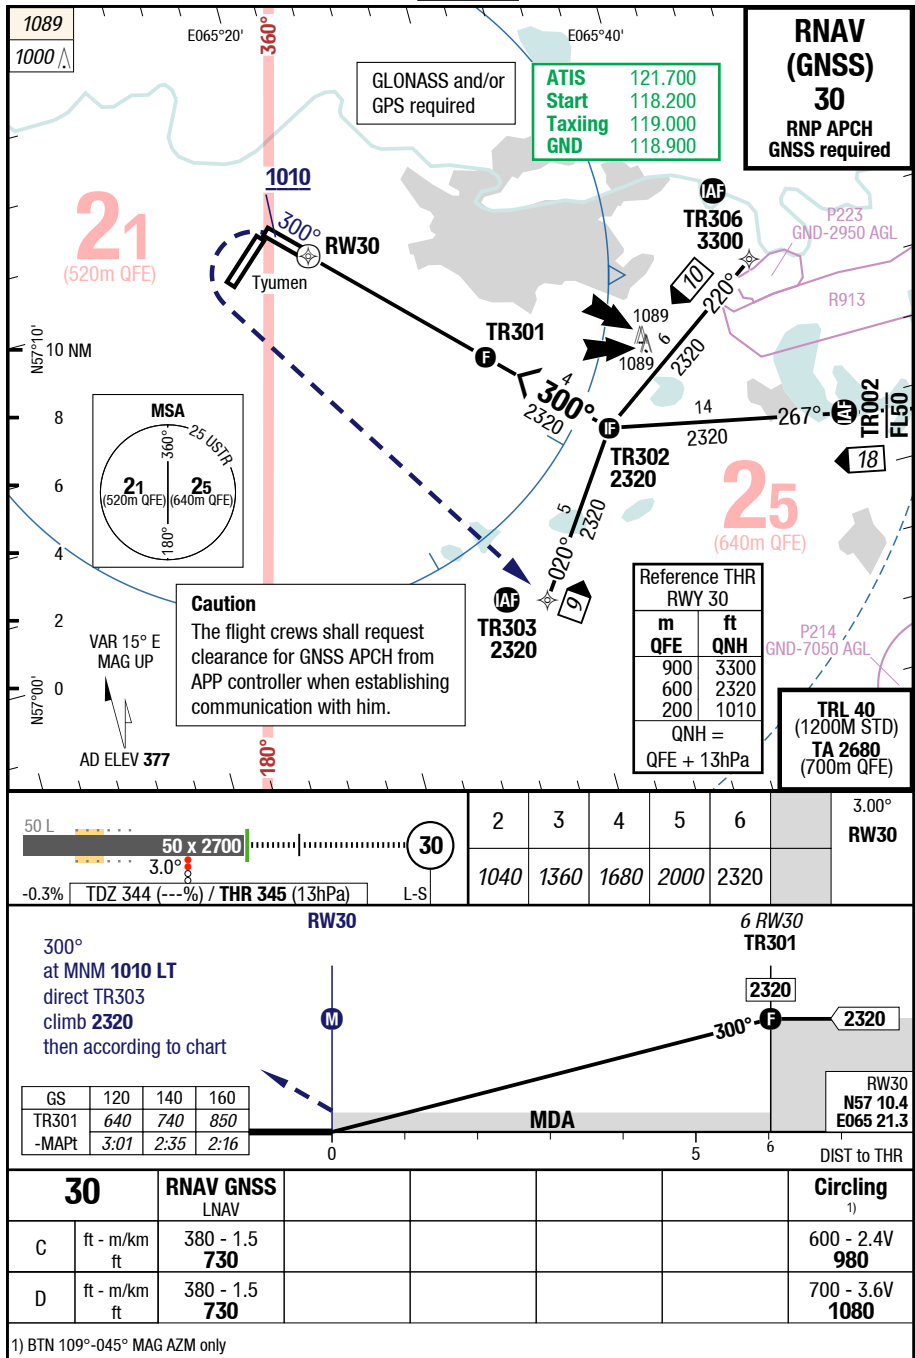 1089
1000
E065°20'
360°
E065°40'
GLONASS and/or
GPS required
ATIS 121.700
Start 118.200
Taxiing 119.000
GND 118.900
RNAV
(GNSS)
30
RNP APCH
GNSS required
1010
21
(520m QFE)
300°
RW30
Tyumen
IAF
TR306
3300
P223
GND-2950 AGL
R913
10
220°
1089
1089
6
2320
N57°10'
10 NM
TR301
F
4
300°
2320
IF
TR302
2320
14
2320
267°
IAF
TR002
FL50
18
8
6
4
2
0
N57°00'
MSA
25 USTR
360°
180°
21
(520m QFE)
25
(640m QFE)
25
(640m QFE)
5
2320
020°
9
IAF
TR303
2320
Caution
The flight crews shall request
clearance for GNSS APCH from
APP controller when establishing
communication with him.
VAR 15° E
MAG UP
AD ELEV 377
180°
Reference THR
RWY 30
m ft
QFE QNH
900 3300
600 2320
200 1010
QNH =
QFE + 13hPa
P214
GND-7050 AGL
TRL 40
(1200M STD)
TA 2680
(700m QFE)
50 L
50 x 2700
3.0°
30
-0.3%
TDZ 344 (---%) / THR 345 (13hPa)
L-S
2 3 4 5 6
1040 1360 1680 2000 2320
3.00°
RW30
RW30
6 RW30
TR301
300°
at MNM 1010 LT
direct TR303
climb 2320
then according to chart
M
2320
300°
F
2320
GS 120 140 160
TR301 640 740 850
-MAPt 3:01 2:35 2:16
MDA
RW30
N57 10.4
E065 21.3
0 5 6
DIST to THR
30 RNAV GNSS Circling
LNAV 1)
C ft - m/km 380 - 1.5 600 - 2.4V
ft 730 980
D ft - m/km 380 - 1.5 700 - 3.6V
ft 730 1080
1) BTN 109°-045° MAG AZM only